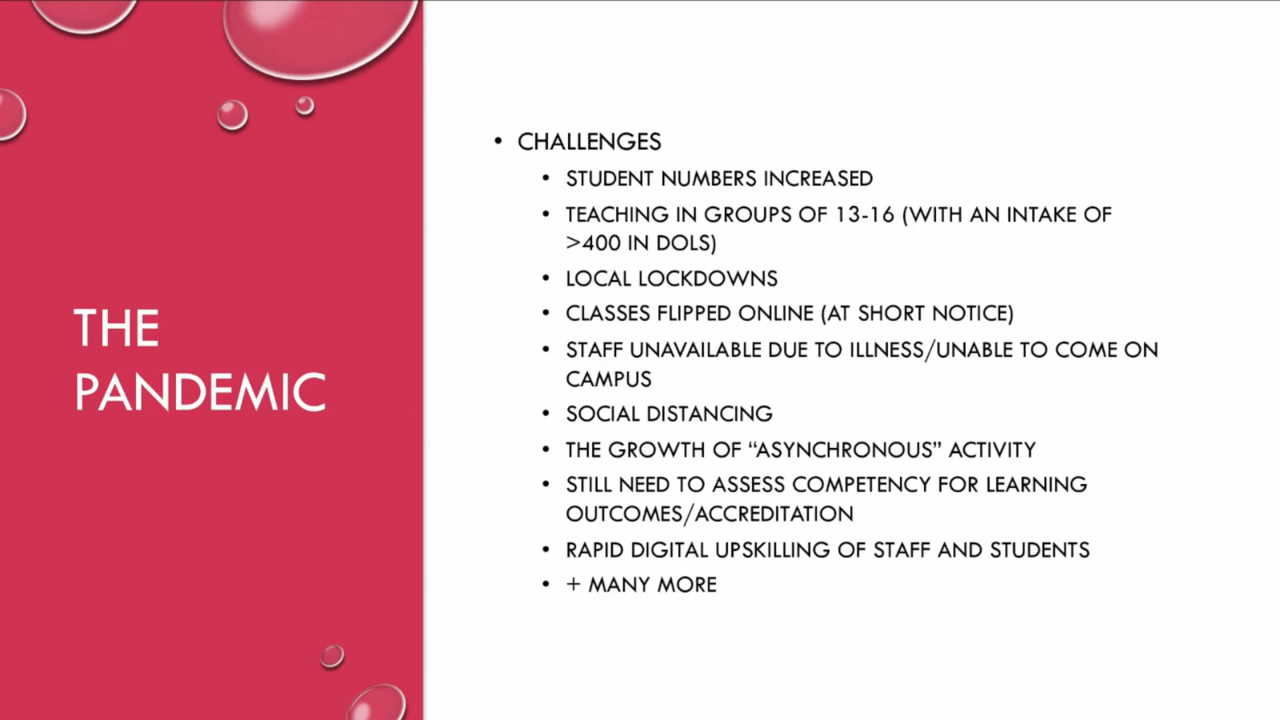 THE
PANDEMIC
• CHALLENGES
• STUDENT NUMBERS INCREASED
• TEACHING IN GROUPS OF 13-16 (WITH AN INTAKE OF
>400 IN DOLS)
• LOCAL LOCKDOWNS
• CLASSES FLIPPED ONLINE (AT SHORT NOTICE)
• STAFF UNAVAILABLE DUE TO ILLNESS/UNABLE TO COME ON
CAMPUS
• SOCIAL DISTANCING
• THE GROWTH OF “ASYNCHRONOUS” ACTIVITY
• STILL NEED TO ASSESS COMPETENCY FOR LEARNING
OUTCOMES/ACCREDITATION
• RAPID DIGITAL UPSKILLING OF STAFF AND STUDENTS
• + MANY MORE